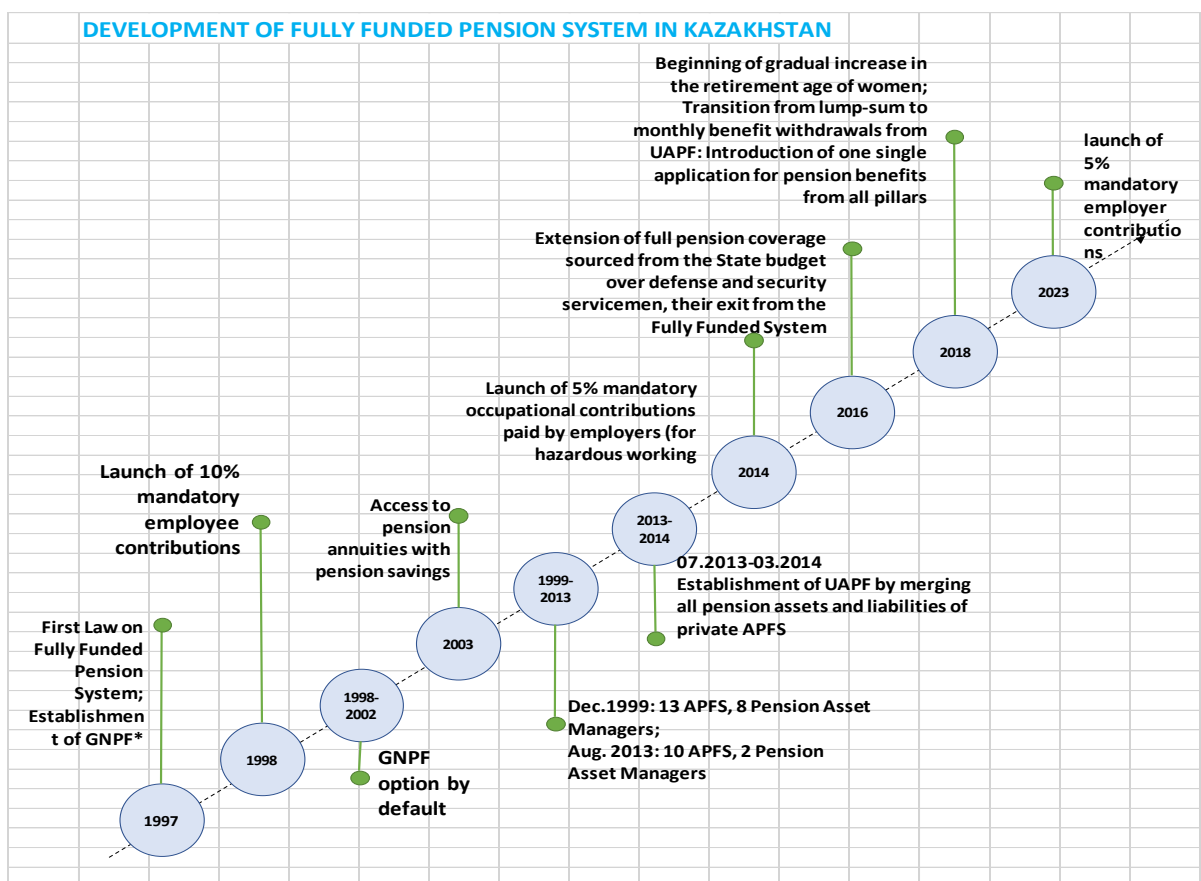 DEVELOPMENT OF FULLY FUNDED PENSION SYSTEM IN KAZAKHSTAN
Beginning of gradual increase in
the retirement age of women;
Transition from lump-sum to
monthly benefit withdrawals from
UAPF: Introduction of one single
application for pension benefits
from all pillars
launch of
5%
mandatory
employer
contributio
ns
Extension of full pension coverage
sourced from the State budget
over defense and security
servicemen, their exit from the
Fully Funded System
2023
2018
Launch of 5% mandatory
occupational contributions
paid by employers (for
hazardous working
2016
2014
Launch of 10%
mandatory
employee
contributions
Access to
pension
annuities with
pension savings
2013-
2014
07.2013-03.2014
Establishment of UAPF by merging
all pension assets and liabilities of
private APFS
1999-
2013
First Law on
Fully Funded
Pension
System;
Establishmen
t of GNPF*
2003
1998-
2002
Dec.1999: 13 APFS, 8 Pension Asset
Managers;
Aug. 2013: 10 APFS, 2 Pension
Asset Managers
1998
GNPF
option by
default
1997